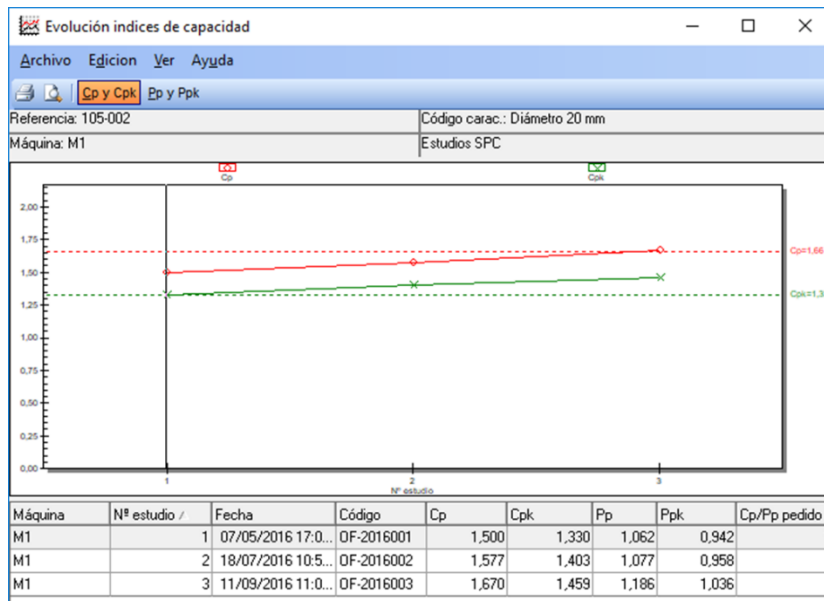 Evolución indices de capacidad
Archivo Edicion Ver Ayuda
Cp y Cpk Pp y Ppk
Referencia: 105-002 Código carac.: Diámetro 20 mm
Máquina: M1 Estudios SPC
Cp Cpk
2,00
1,75
Cp=1,66
1,50
1,25
Cpk=1,3
1,00
0,75
0,50
0,25
0,00
1 2 3
Nº estudio
Máquina Nº estudio Fecha Código Cp Cpk Pp Ppk Cp/Pp pedido
M1 1 07/05/2016 17:0... OF-2016001 1,500 1,330 1,062 0,942
M1 2 18/07/2016 10:5... OF-2016002 1,577 1,403 1,077 0,958
M1 3 11/09/2016 11:0... OF-2016003 1,670 1,459 1,186 1,036